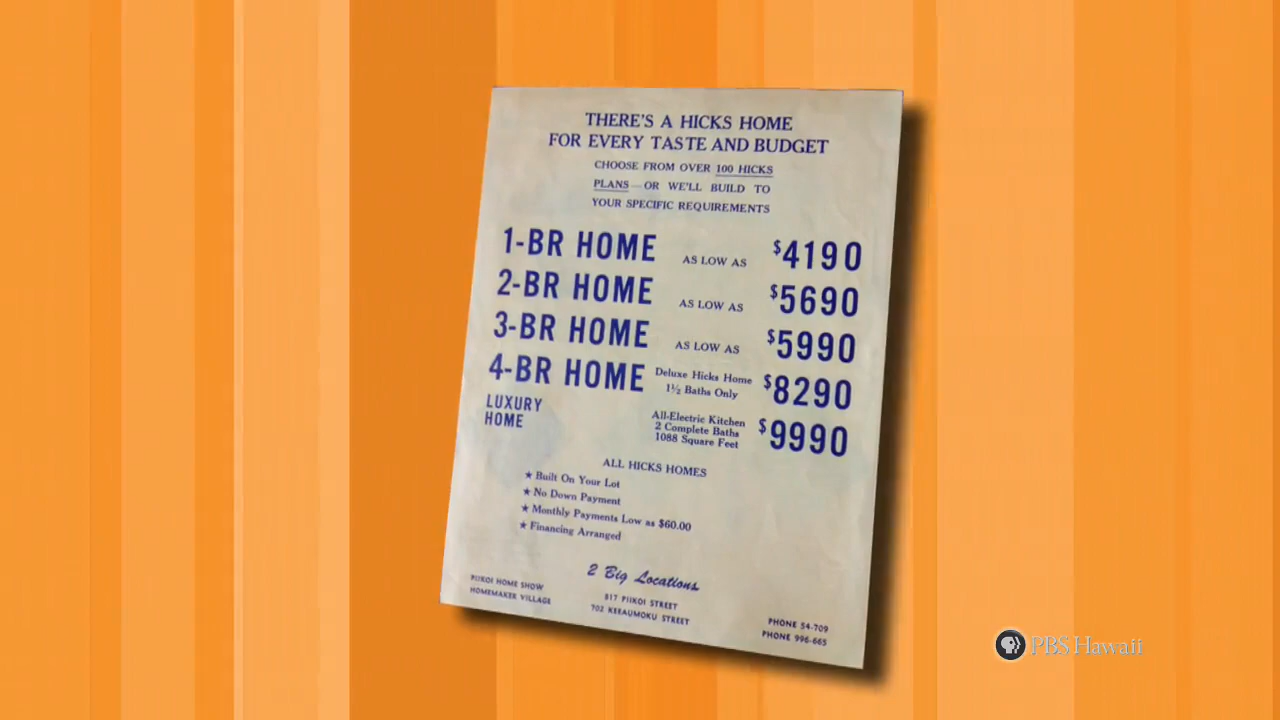 THERE'S A HICKS HOME
FOR EVERY TASTE AND BUDGET
CHOOSE FROM OVER 100 HICKS
PLANS—OR WE'LL BUILD TO
YOUR SPECIFIC REQUIREMENTS
1-BR HOME AS LOW AS $4190
2-BR HOME AS LOW AS $5690
3-BR HOME AS LOW AS $5990
4-BR HOME Deluxe Hicks Home 1½ Baths Only $8290
LUXURY HOME All-Electric Kitchen 2 Complete Baths 1088 Square Feet $9990
ALL HICKS HOMES
★ Built On Your Lot
★ No Down Payment
★ Monthly Payments Low as $60.00
★ Financing Arranged
2 Big Locations
PIIKOI HOME SHOW 817 PIIKOI STREET PHONE 54-709
HOMEMAKER VILLAGE 702 KEEAUMOKU STREET PHONE 996-665
PBS Hawaii